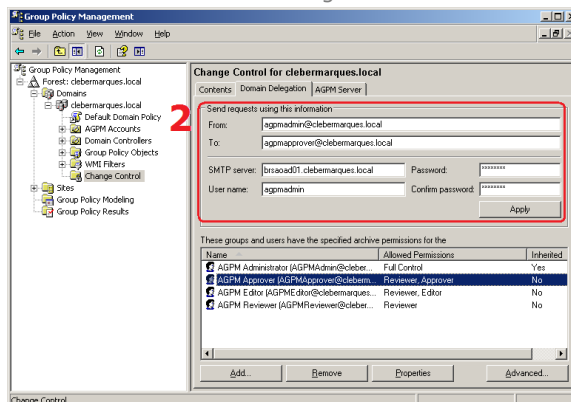 Group Policy Management
File Action View Window Help
Group Policy Management
Forest: clebermarques.local
Domains
clebermarques.local
Default Domain Policy
AGPM Accounts
Domain Controllers
Group Policy Objects
WMI Filters
Change Control
Sites
Group Policy Modeling
Group Policy Results
2
Change Control for clebermarques.local
Contents Domain Delegation AGPM Server
Send requests using this information
From: agpmadmin@clebermarques.local
To: agpmapprover@clebermarques.local
SMTP server: brsaoad01.clebermarques.local Password: ********
User name: agpmadmin Confirm password: ********
Apply
These groups and users have the specified archive permissions for the
Name Allowed Permissions Inherited
AGPM Administrator (AGPMAdmin@cleber... Full Control Yes
AGPM Approver (AGPMApprover@cleberm... Reviewer, Approver No
AGPM Editor (AGPMEditor@clebermarques... Reviewer, Editor No
AGPM Reviewer (AGPMReviewer@cleber... Reviewer No
Add... Remove Properties Advanced...
Change Control